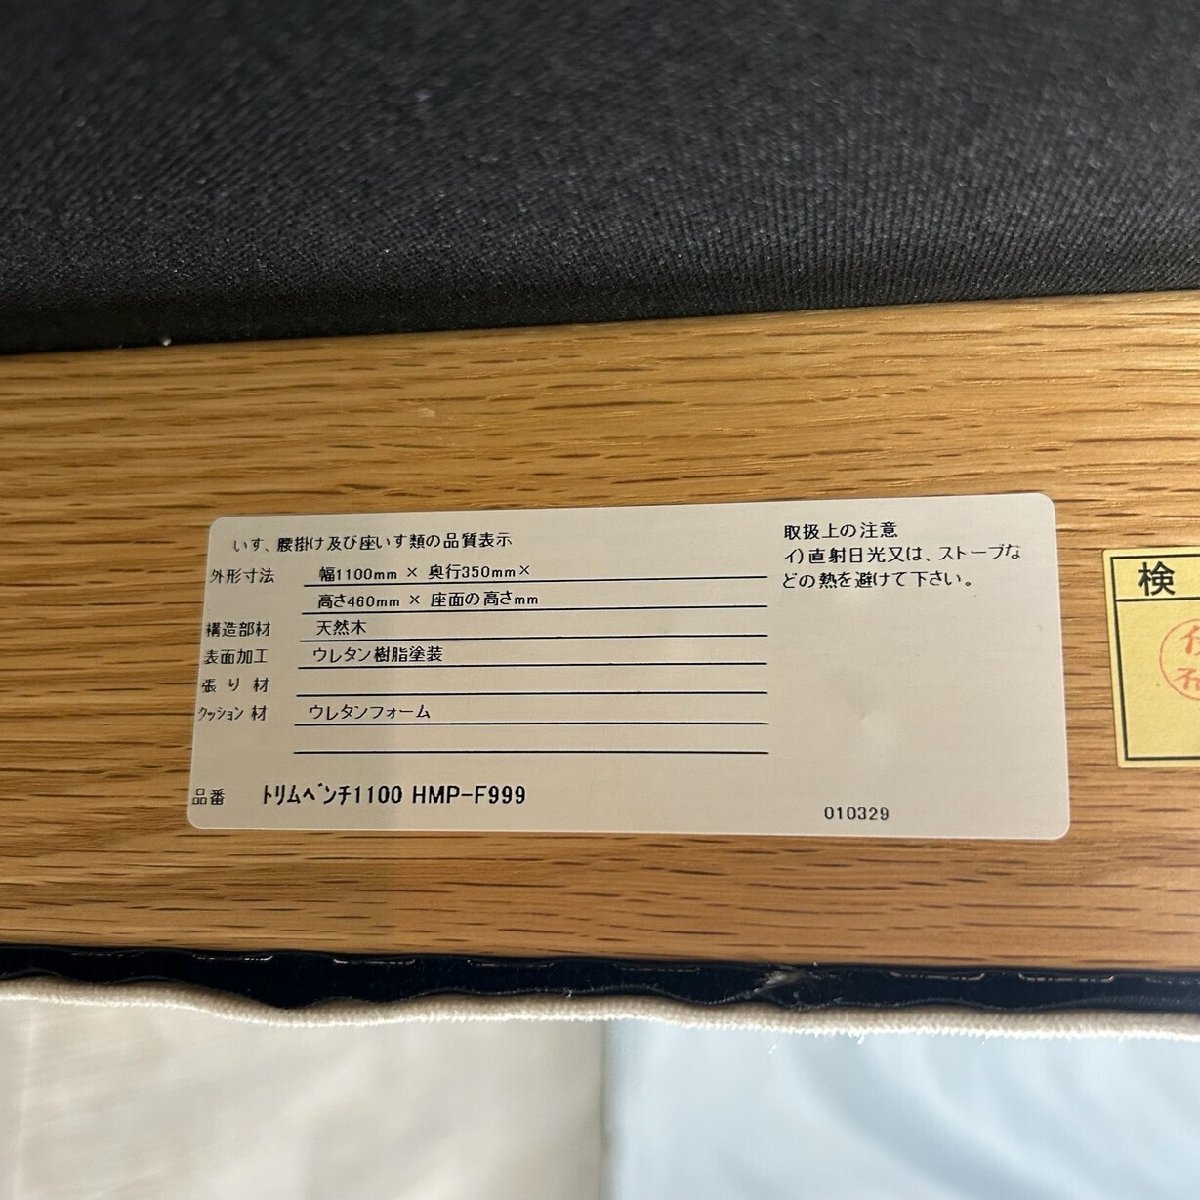 いす、腰掛け及び座いす類の品質表示
外形寸法 幅1100mm × 奥行350mm×
高さ460mm × 座面の高さmm
構造部材 天然木
表面加工 ウレタン樹脂塗装
張り材
クッション材 ウレタンフォーム
品番 トリムベンチ1100 HMP-F999
取扱上の注意
イ)直射日光又は、ストーブな
どの熱を避けて下さい。
010329
検